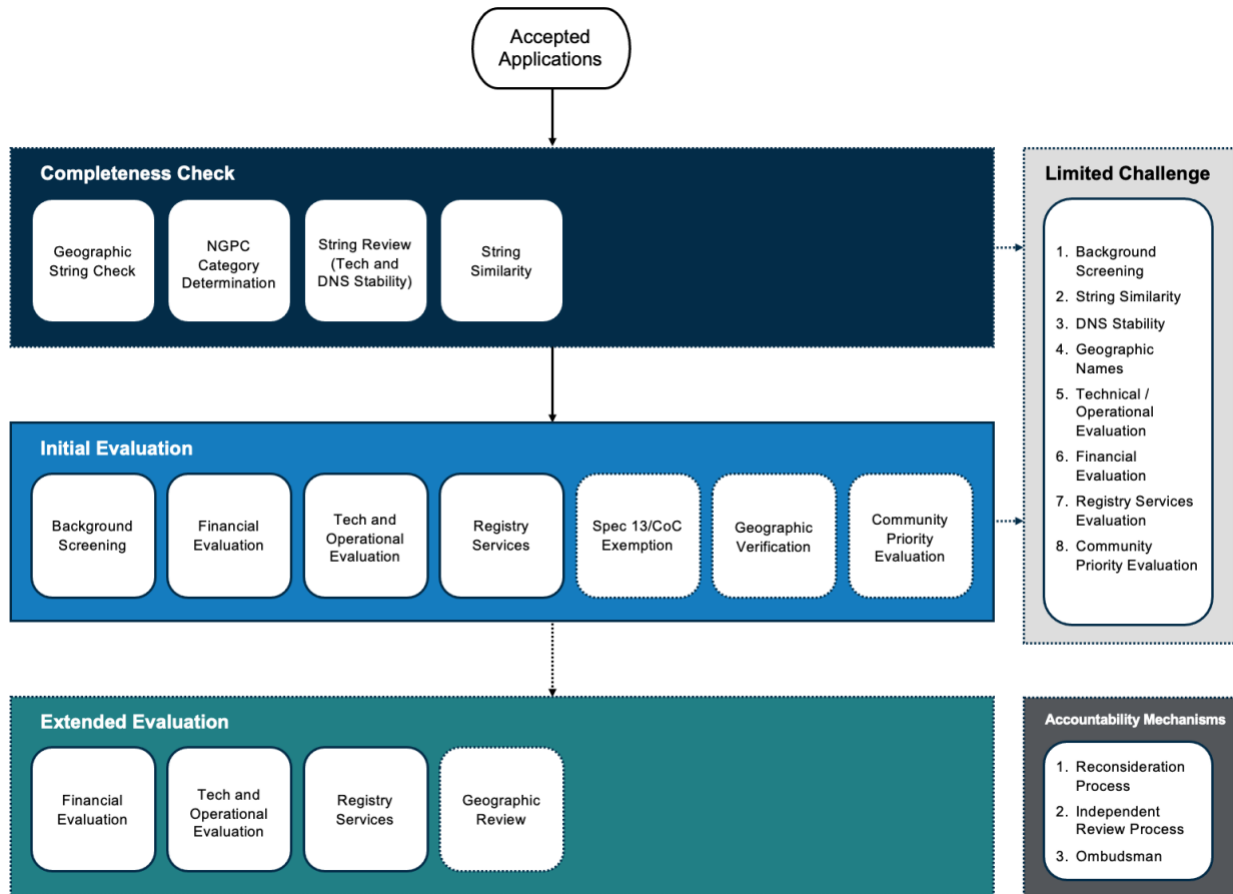 Accepted
Applications
Completeness Check
Geographic
String Check
NGPC
Category
Determination
String Review
(Tech and
DNS Stability)
String
Similarity
Limited Challenge
1. Background
Screening
2. String Similarity
3. DNS Stability
4. Geographic
Names
5. Technical /
Operational
Evaluation
6. Financial
Evaluation
7. Registry Services
Evaluation
8. Community
Priority Evaluation
Initial Evaluation
Background
Screening
Financial
Evaluation
Tech and
Operational
Evaluation
Registry
Services
Spec 13/CoC
Exemption
Geographic
Verification
Community
Priority
Evaluation
Extended Evaluation
Financial
Evaluation
Tech and
Operational
Evaluation
Registry
Services
Geographic
Review
Accountability Mechanisms
1. Reconsideration
Process
2. Independent
Review Process
3. Ombudsman